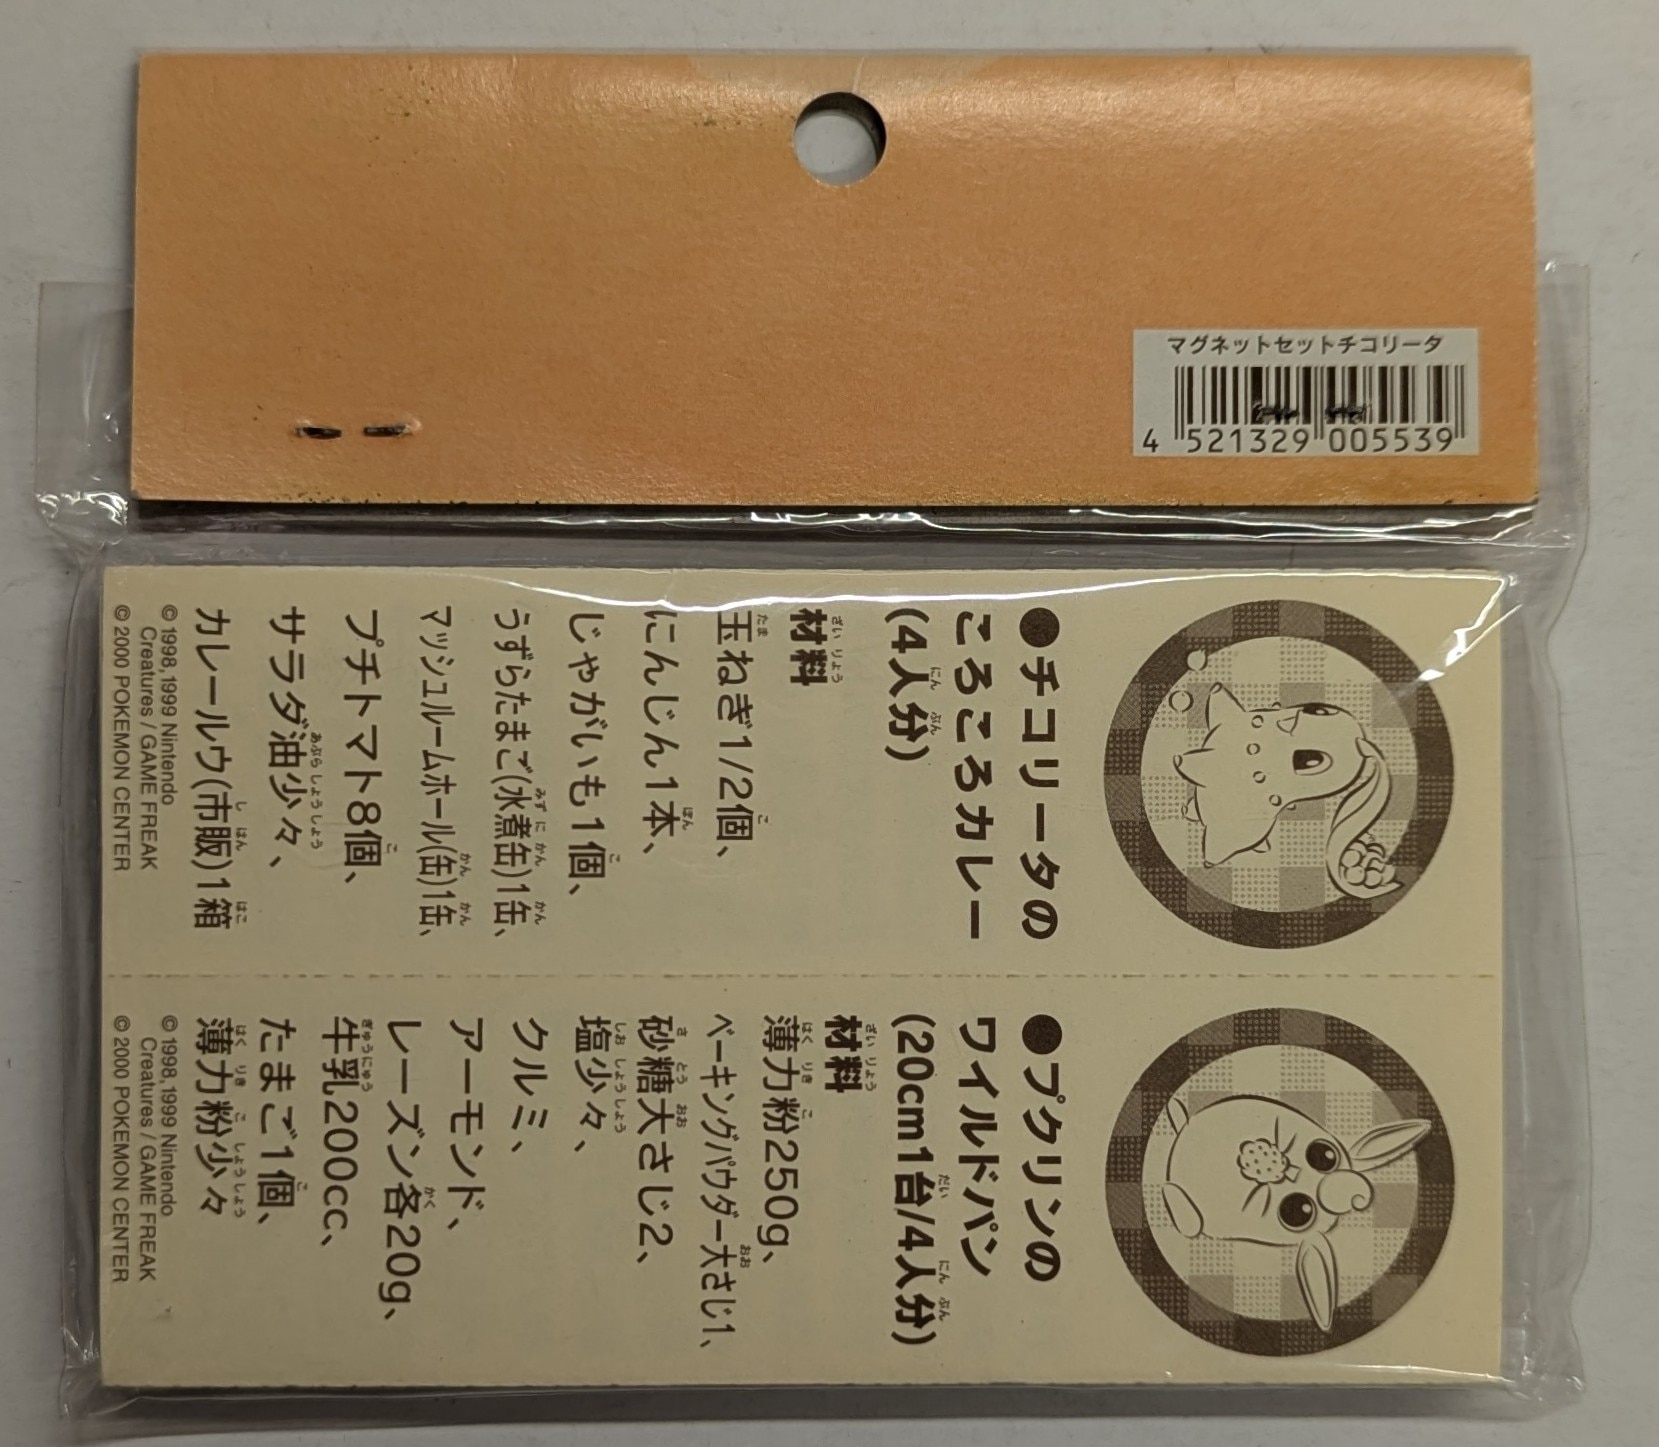 マグネットセットチコリータ
4 521329 005539
●チコリータの
ころころカレー
(4人分)
材料
玉ねぎ1/2個、
にんじん1本、
じゃがいも1個、
うずらたまご(水煮缶)1缶、
マッシュルームホール(缶)1缶、
プチトマト8個、
サラダ油少々、
カレールウ(市販)1箱
©1998,1999 Nintendo
Creatures / GAME FREAK
©2000 POKEMON CENTER
●プクリンの
ワイルドパン
(20cm1台/4人分)
材料
薄力粉250g、
ベーキングパウダー大さじ1、
砂糖大さじ2、
塩少々、
クルミ、
アーモンド、
レーズン各20g、
牛乳200cc、
たまご1個、
薄力粉少々
©1998,1999 Nintendo
Creatures / GAME FREAK
©2000 POKEMON CENTER